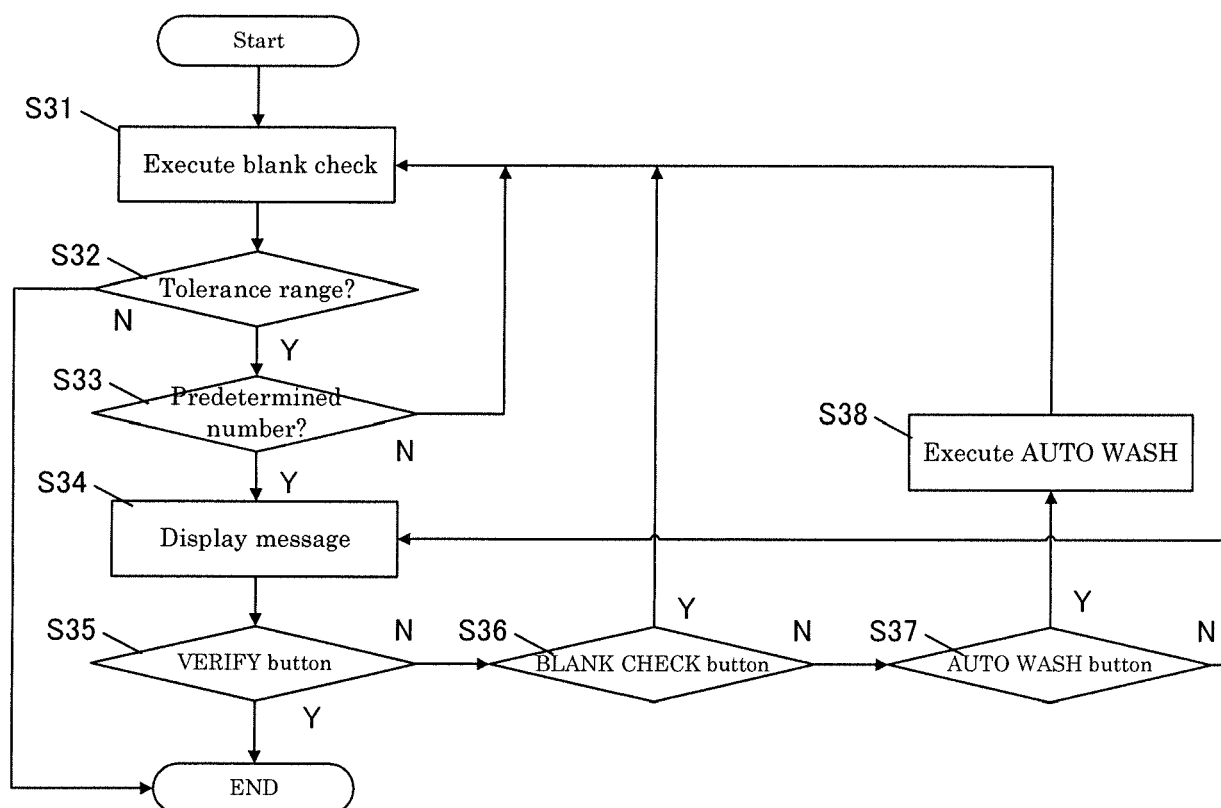 Start
S31
Execute blank check
S32
Tolerance range?
N
Y
S33
Predetermined
number?
N
Y
S38
Execute AUTO WASH
S34
Display message
S35
VERIFY button
N
Y
S36
BLANK CHECK button
Y
N
S37
AUTO WASH button
Y
N
END